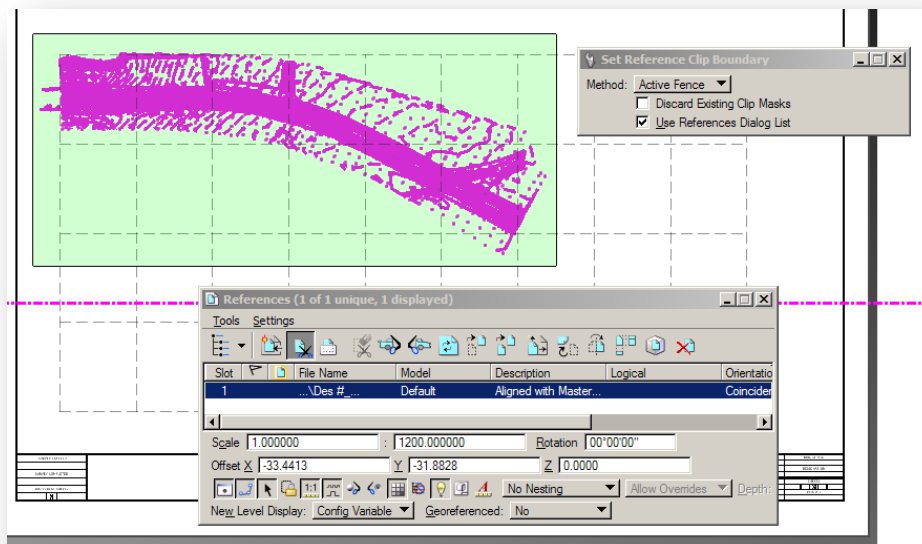 Set Reference Clip Boundary
Method: Active Fence
Discard Existing Clip Masks
Use References Dialog List
References (1 of 1 unique, 1 displayed)
Tools Settings
Slot File Name Model Description Logical Orientatio
1 ...\Des #_... Default Aligned with Master... Coinciden
Scale 1.000000 : 1200.000000 Rotation 00°00'00"
Offset X -33.4413 Y -31.8828 Z 0.0000
1:1 No Nesting Allow Overrides Depth:
New Level Display: Config Variable Georeferenced: No